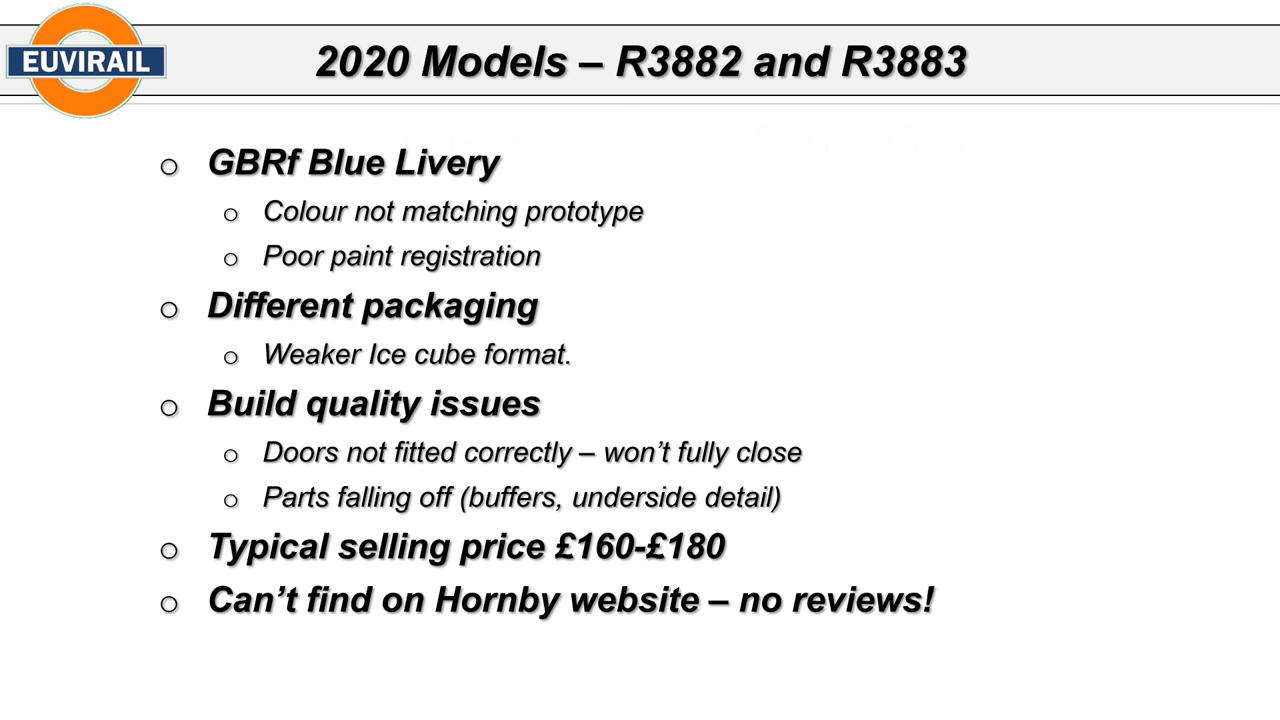 EUVIRAIL
2020 Models – R3882 and R3883
o GBRf Blue Livery
o Colour not matching prototype
o Poor paint registration
o Different packaging
o Weaker Ice cube format.
o Build quality issues
o Doors not fitted correctly – won’t fully close
o Parts falling off (buffers, underside detail)
o Typical selling price £160-£180
o Can’t find on Hornby website – no reviews!